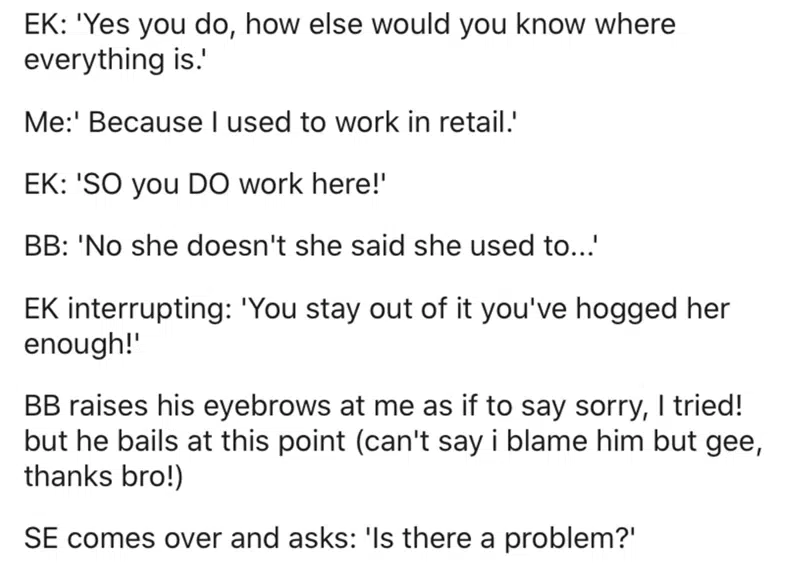 EK: 'Yes you do, how else would you know where
everything is.'
Me:' Because I used to work in retail.'
EK: 'SO you DO work here!'
BB: 'No she doesn't she said she used to...'
EK interrupting: 'You stay out of it you've hogged her
enough!'
BB raises his eyebrows at me as if to say sorry, I tried!
but he bails at this point (can't say i blame him but gee,
thanks bro!)
SE comes over and asks: 'Is there a problem?'